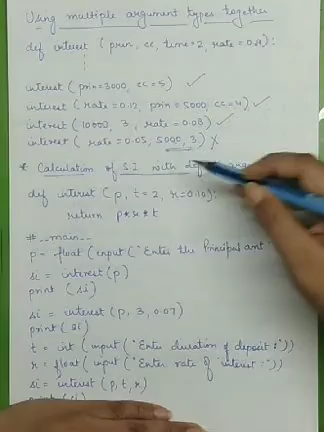 Using multiple argument types together
def interest ( prin, cc, time = 2, rate = 0.09):
interest ( prin = 3000, cc = 5 )
interest ( rate = 0.12, prin = 5000, cc = 4 )
interest ( 10000, 3, rate = 0.08)
interest ( rate = 0.05, 5000, 3 ) X
* Calculation of S.I with
def interest ( p, t = 2, r = 0.10):
return p * r * t
# __main__
p = float (input ( "Enter the Principal amt "
si = interest (p)
print (si)
si = interest (p, 3, 0.07)
print (si)
t = int ( input ( "Enter duration of deposit : "))
r = float ( input ( "Enter rate of interest : "))
si = interest (p, t, r)